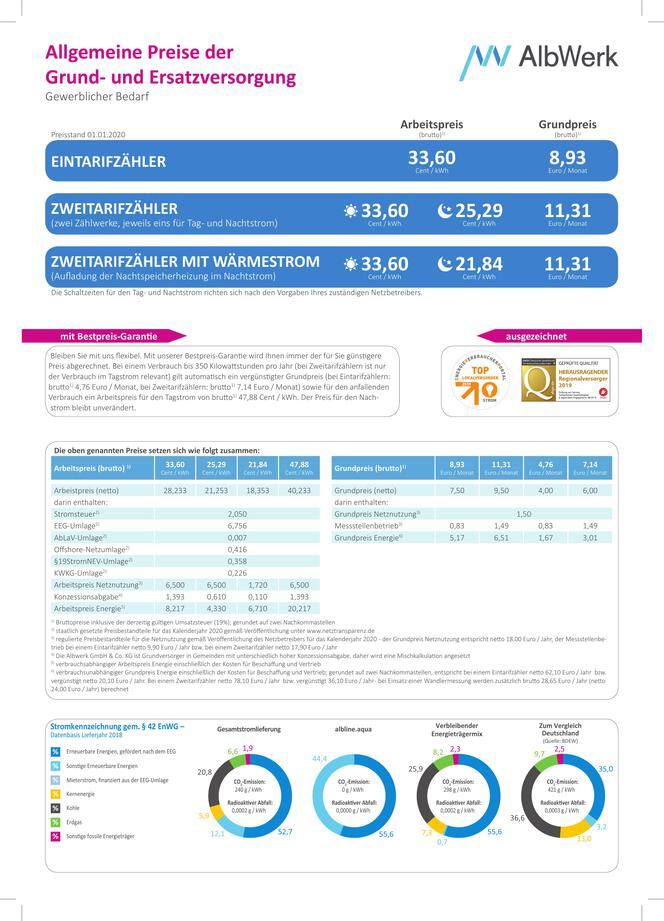 Allgemeine Preise der
Grund- und Ersatzversorgung
Gewerblicher Bedarf
AlbWerk
Arbeitspreis Grundpreis
Preisstand 01.01.2020 (brutto)¹⁾ (brutto)¹⁾
EINTARIFZÄHLER 33,60 8,93
Cent / kWh Euro / Monat
ZWEITARIFZÄHLER 33,60 25,29 11,31
(zwei Zählwerke, jeweils eins für Tag- und Nachtstrom) Cent / kWh Cent / kWh Euro / Monat
ZWEITARIFZÄHLER MIT WÄRMESTROM 33,60 21,84 11,31
(Aufladung der Nachtspeicherheizung im Nachtstrom) Cent / kWh Cent / kWh Euro / Monat
Die Schaltzeiten für den Tag- und Nachtstrom richten sich nach den Vorgaben Ihres zuständigen Netzbetreibers.
mit Bestpreis-Garantie
Bleiben Sie mit uns flexibel. Mit unserer Bestpreis-Garantie wird Ihnen immer der für Sie günstigere
Preis abgerechnet. Bei einem Verbrauch bis 350 Kilowattstunden pro Jahr (bei Zweitarifzählern ist nur
der Verbrauch im Tagstrom relevant) gilt automatisch ein vergünstigter Grundpreis (bei Eintarifzählern:
brutto¹⁾ 4,76 Euro / Monat, bei Zweitarifzählern: brutto¹⁾ 7,14 Euro / Monat) sowie für den anfallenden
Verbrauch ein Arbeitspreis für den Tagstrom von brutto¹⁾ 47,88 Cent / kWh. Der Preis für den Nach-
strom bleibt unverändert.
ausgezeichnet
ENERGIEVERBRAUCHERPORTAL
TOP
LOKALVERSORGER
2019
STROM
GEPRÜFTE QUALITÄT
HERAUSRAGENDER
Regionalversorger
2019
Die oben genannten Preise setzen sich wie folgt zusammen:
Arbeitspreis (brutto) ¹⁾ 33,60 25,29 21,84 47,88
Cent / kWh Cent / kWh Cent / kWh Cent / kWh
Arbeitspreis (netto) 28,233 21,253 18,353 40,233
darin enthalten:
Stromsteuer²⁾ 2,050
EEG-Umlage²⁾ 6,756
AbLaV-Umlage²⁾ 0,007
Offshore-Netzumlage²⁾ 0,416
§19StromNEV-Umlage²⁾ 0,358
KWKG-Umlage²⁾ 0,226
Arbeitspreis Netznutzung³⁾ 6,500 6,500 1,720 6,500
Konzessionsabgabe⁴⁾ 1,393 0,610 0,110 1,393
Arbeitspreis Energie⁵⁾ 8,217 4,330 6,710 20,217
Grundpreis (brutto)¹⁾ 8,93 11,31 4,76 7,14
Euro / Monat Euro / Monat Euro / Monat Euro / Monat
Grundpreis (netto) 7,50 9,50 4,00 6,00
darin enthalten:
Grundpreis Netznutzung³⁾ 1,50
Messstellenbetrieb³⁾ 0,83 1,49 0,83 1,49
Grundpreis Energie⁶⁾ 5,17 6,51 1,67 3,01
¹⁾ Bruttopreise inklusive der derzeitig gültigen Umsatzsteuer (19%); gerundet auf zwei Nachkommastellen
²⁾ staatlich gesetzte Preisbestandteile für das Kalenderjahr 2020 gemäß Veröffentlichung unter www.netztransparenz.de
³⁾ regulierte Preisbestandteile für die Netznutzung gemäß Veröffentlichung des Netzbetreibers für das Kalenderjahr 2020 - der Grundpreis Netznutzung entspricht netto 18,00 Euro / Jahr, der Messstellenbe-
trieb bei einem Eintarifzähler netto 9,90 Euro / Jahr bzw. bei einem Zweitarifzähler netto 17,90 Euro / Jahr
⁴⁾ Die Albwerk GmbH & Co. KG ist Grundversorger in Gemeinden mit unterschiedlich hoher Konzessionsabgabe, daher wird eine Mischkalkulation angesetzt
⁵⁾ verbrauchsabhängiger Arbeitspreis Energie einschließlich der Kosten für Beschaffung und Vertrieb
⁶⁾ verbrauchsunabhängiger Grundpreis Energie einschließlich der Kosten für Beschaffung und Vertrieb; gerundet auf zwei Nachkommastellen, entspricht bei einem Eintarifzähler netto 62,10 Euro / Jahr bzw.
vergünstigt netto 20,10 Euro / Jahr. Bei einem Zweitarifzähler netto 78,10 Euro / Jahr bzw. vergünstigt 36,10 Euro / Jahr - bei Einsatz einer Wandlermessung werden zusätzlich brutto 28,65 Euro / Jahr (netto
24,00 Euro / Jahr) berechnet
Stromkennzeichnung gem. § 42 EnWG –
Datenbasis Lieferjahr 2018
% Erneuerbare Energien, gefördert nach dem EEG
% Sonstige Erneuerbare Energien
% Mieterstrom, finanziert aus der EEG-Umlage
% Kernenergie
% Kohle
% Erdgas
% Sonstige fossile Energieträger
Gesamtstromlieferung
6,6 1,9
20,8
CO₂-Emission:
240 g / kWh
Radioaktiver Abfall:
0,0002 g / kWh
5,9
12,1
52,7
albline.aqua
44,4
CO₂-Emission:
0 g / kWh
Radioaktiver Abfall:
0,0000 g / kWh
55,6
Verbleibender
Energieträgermix
8,2 2,3
25,9
CO₂-Emission:
298 g / kWh
Radioaktiver Abfall:
0,0002 g / kWh
7,3
0,7
55,6
Zum Vergleich
Deutschland
(Quelle: BDEW)
9,7 2,5
35,0
CO₂-Emission:
421 g / kWh
Radioaktiver Abfall:
0,0003 g / kWh
36,6
3,2
13,0